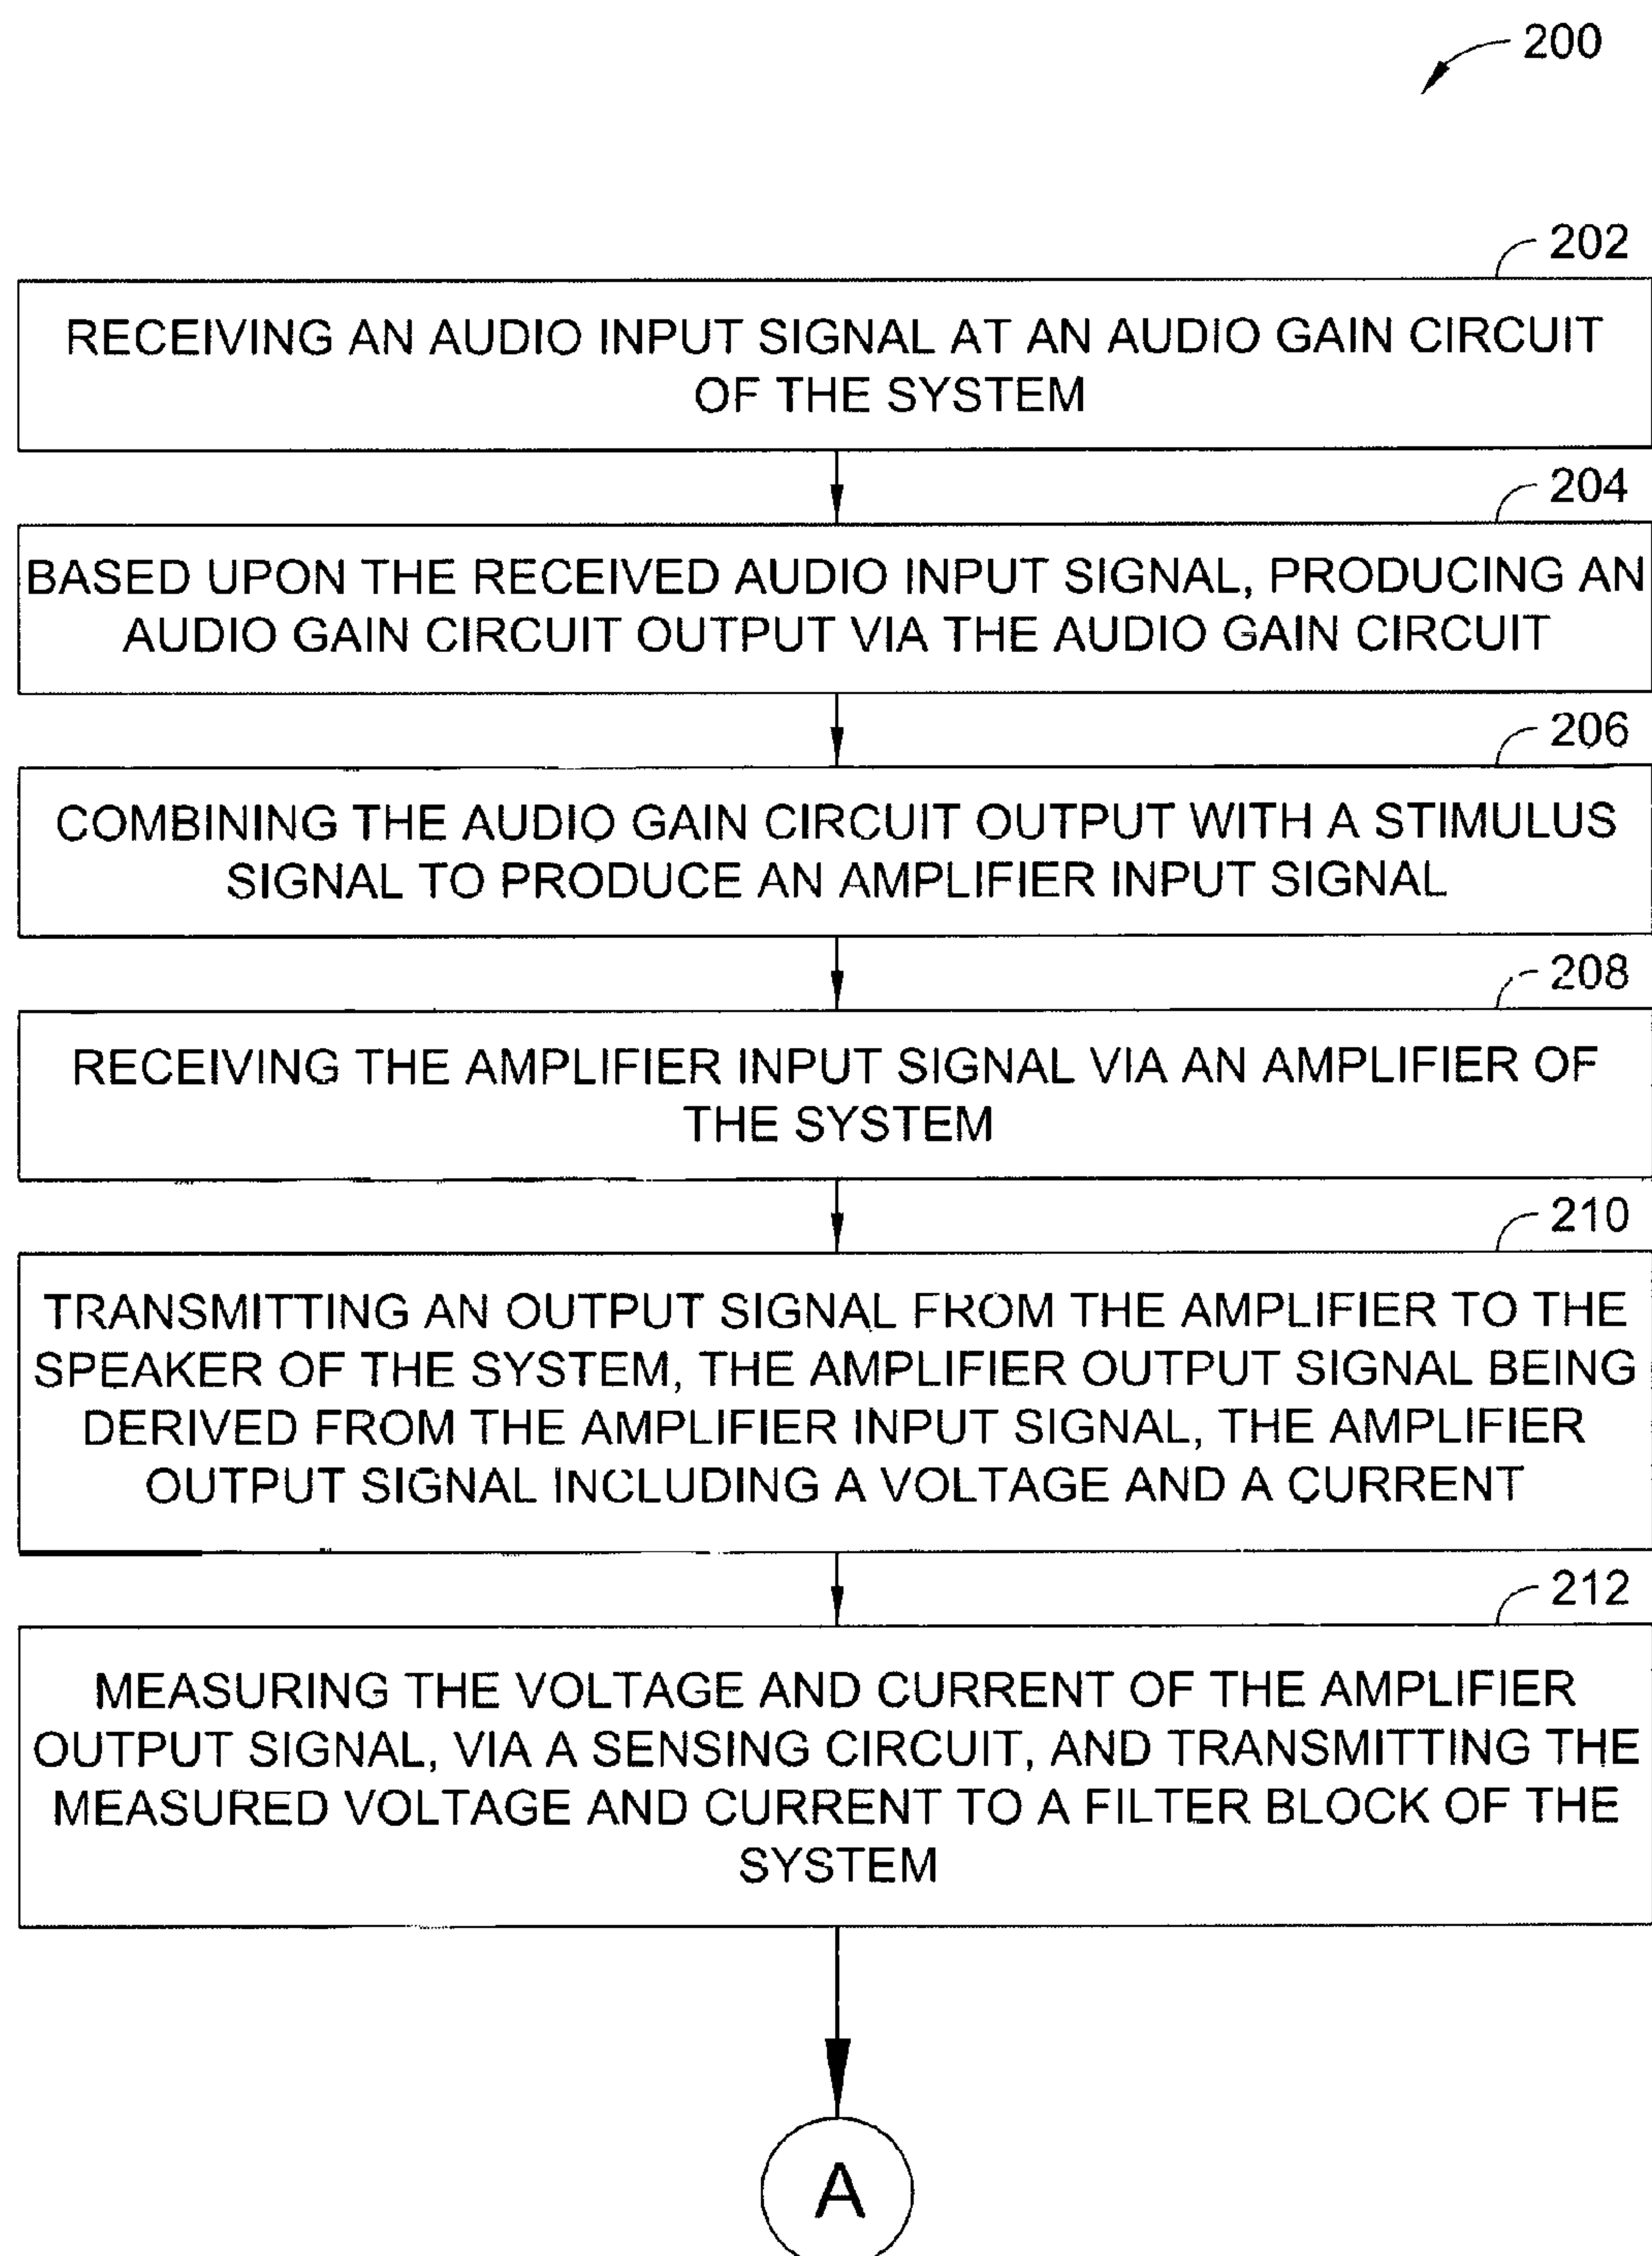 200
202
RECEIVING AN AUDIO INPUT SIGNAL AT AN AUDIO GAIN CIRCUIT
OF THE SYSTEM
204
BASED UPON THE RECEIVED AUDIO INPUT SIGNAL, PRODUCING AN
AUDIO GAIN CIRCUIT OUTPUT VIA THE AUDIO GAIN CIRCUIT
206
COMBINING THE AUDIO GAIN CIRCUIT OUTPUT WITH A STIMULUS
SIGNAL TO PRODUCE AN AMPLIFIER INPUT SIGNAL
208
RECEIVING THE AMPLIFIER INPUT SIGNAL VIA AN AMPLIFIER OF
THE SYSTEM
210
TRANSMITTING AN OUTPUT SIGNAL FROM THE AMPLIFIER TO THE
SPEAKER OF THE SYSTEM, THE AMPLIFIER OUTPUT SIGNAL BEING
DERIVED FROM THE AMPLIFIER INPUT SIGNAL, THE AMPLIFIER
OUTPUT SIGNAL INCLUDING A VOLTAGE AND A CURRENT
212
MEASURING THE VOLTAGE AND CURRENT OF THE AMPLIFIER
OUTPUT SIGNAL, VIA A SENSING CIRCUIT, AND TRANSMITTING THE
MEASURED VOLTAGE AND CURRENT TO A FILTER BLOCK OF THE
SYSTEM
A